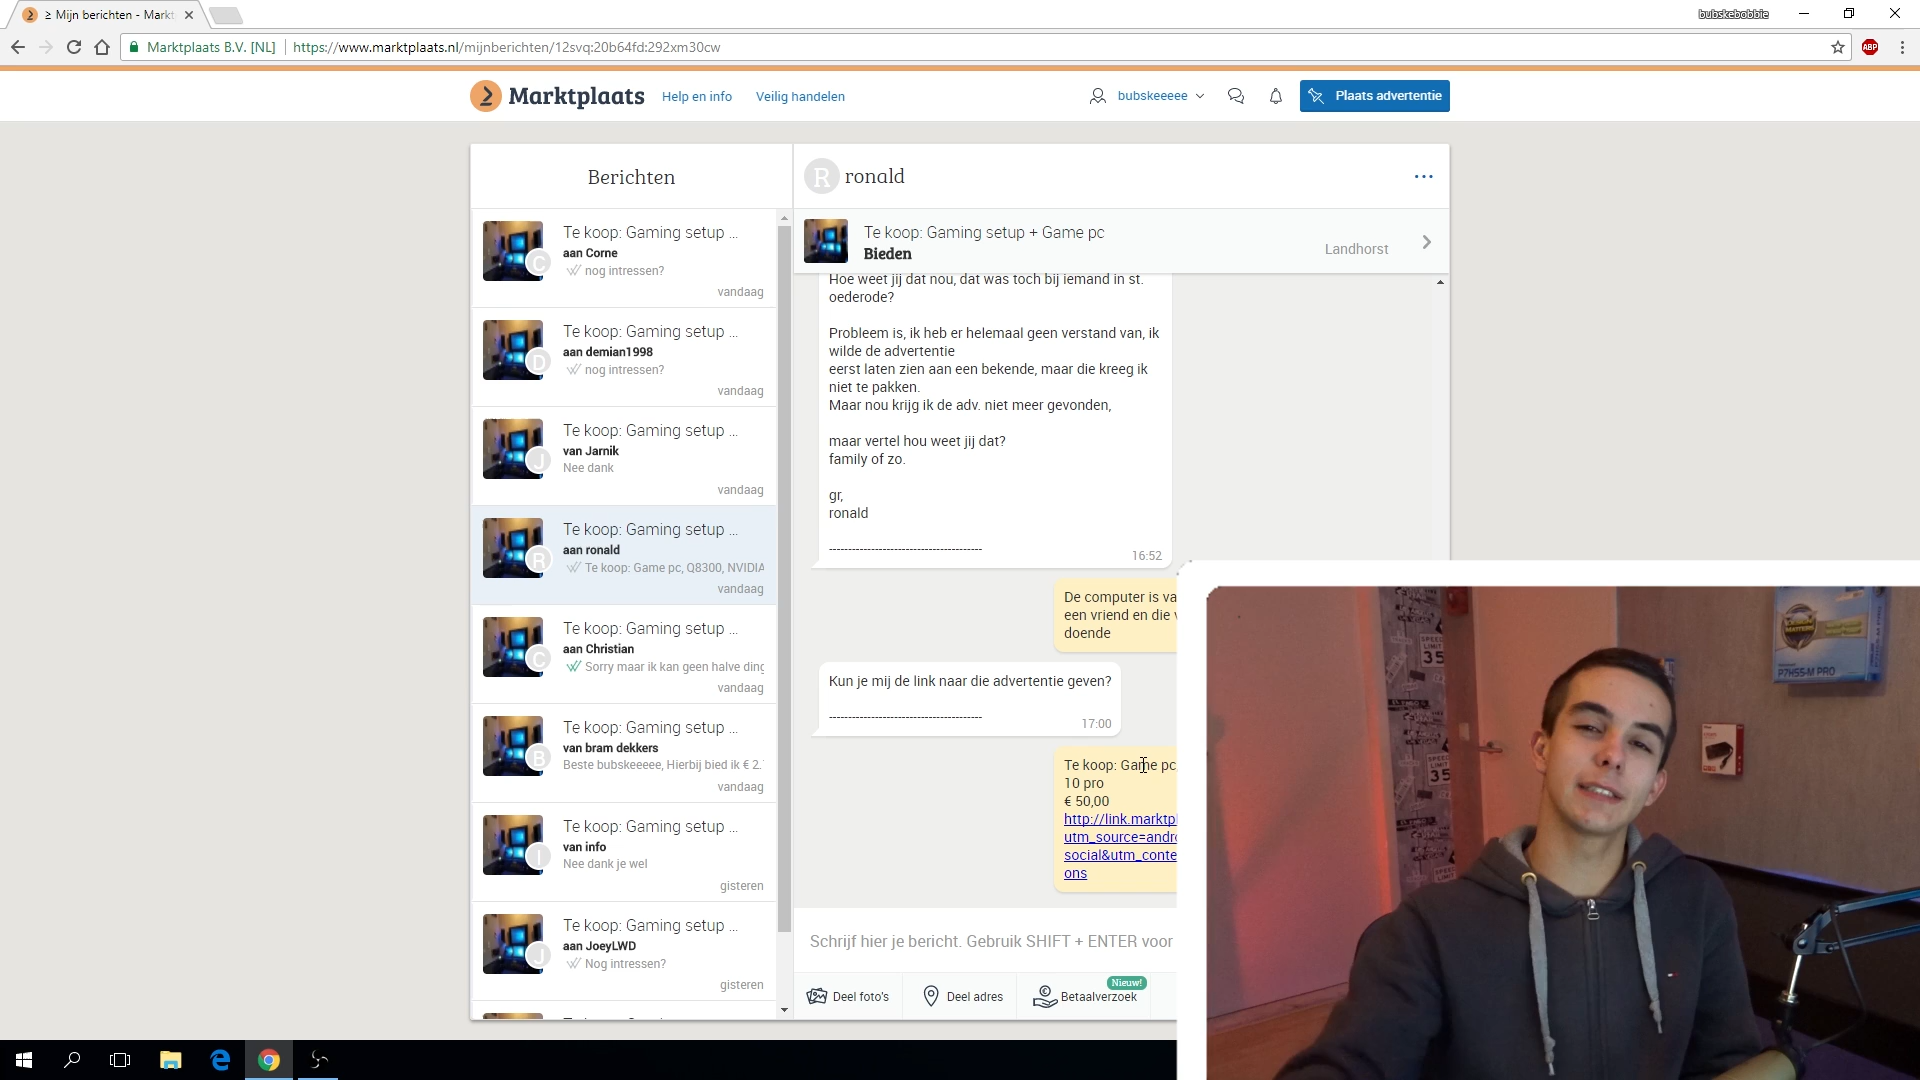 ≥ Mijn berichten - Markt
bubskebobbie
Marktplaats B.V. [NL]
https://www.marktplaats.nl/mijnberichten/12svq:20b64fd:292xm30cw
ABP
Marktplaats
Help en info
Veilig handelen
bubskeeeee
Plaats advertentie
Berichten
Te koop: Gaming setup ...
aan Corne
C
nog intressen?
vandaag
Te koop: Gaming setup ...
aan demian1998
D
nog intressen?
vandaag
Te koop: Gaming setup ...
van Jarnik
J
Nee dank
vandaag
Te koop: Gaming setup ...
aan ronald
R
Te koop: Game pc, Q8300, NVIDIA
vandaag
Te koop: Gaming setup ...
aan Christian
C
Sorry maar ik kan geen halve ding
vandaag
Te koop: Gaming setup ...
van bram dekkers
B
Beste bubskeeeee, Hierbij bied ik € 2.
vandaag
Te koop: Gaming setup ...
van info
I
Nee dank je wel
gisteren
Te koop: Gaming setup ...
aan JoeyLWD
J
Nog intressen?
gisteren
R ronald
Te koop: Gaming setup + Game pc
Bieden
Landhorst
Hoe weet jij dat nou, dat was toch bij iemand in st.
oederode?
Probleem is, ik heb er helemaal geen verstand van, ik
wilde de advertentie
eerst laten zien aan een bekende, maar die kreeg ik
niet te pakken.
Maar nou krijg ik de adv. niet meer gevonden,
maar vertel hou weet jij dat?
family of zo.
gr,
ronald
----------------------------------------
16:52
De computer is va
een vriend en die v
doende
Kun je mij de link naar die advertentie geven?
----------------------------------------
17:00
Te koop: Game pc
10 pro
€ 50,00
http://link.marktpl
utm_source=andro
social&utm_conte
ons
Schrijf hier je bericht. Gebruik SHIFT + ENTER voor
Deel foto's
Deel adres
Nieuw!
Betaalverzoek
SPEED
LIMIT
35
35
P7H55-M PRO